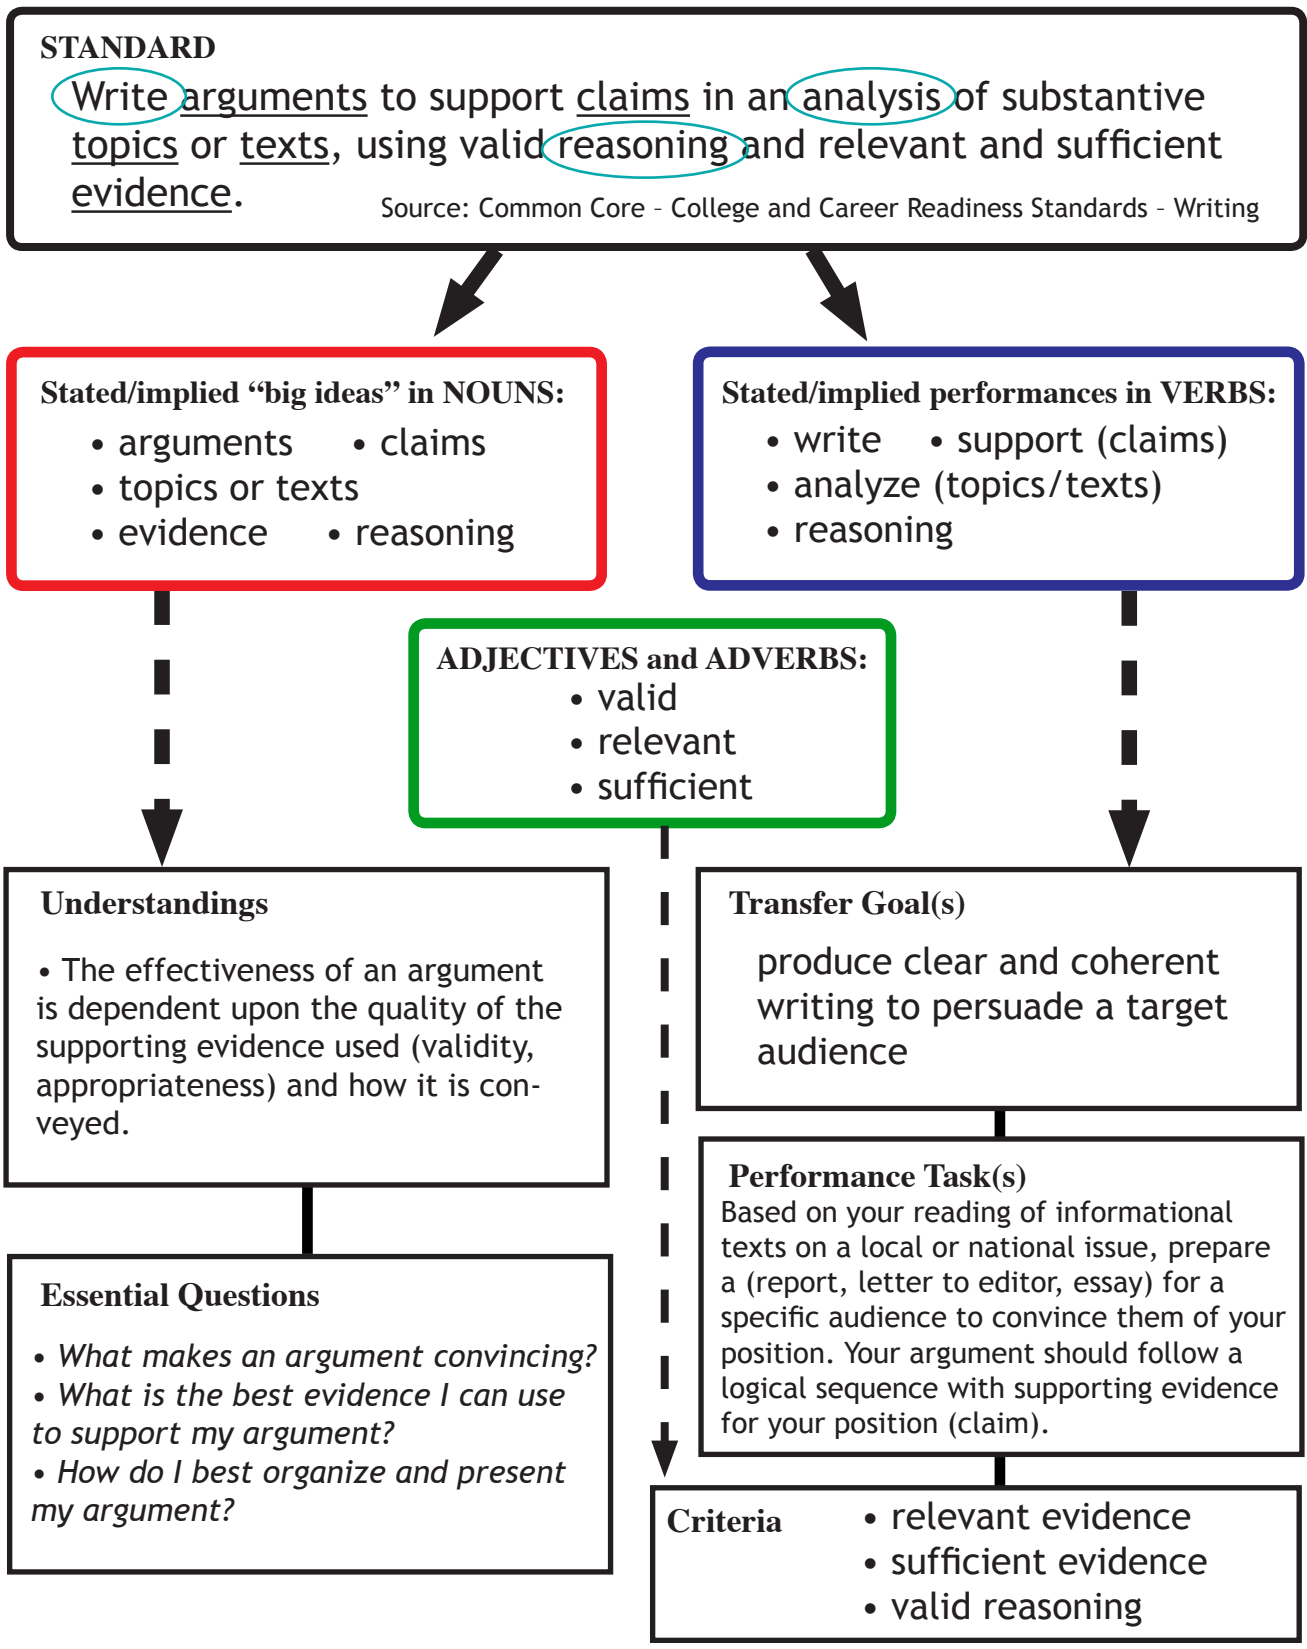 STANDARD
Write arguments to support claims in an analysis of substantive
topics or texts, using valid reasoning and relevant and sufficient
evidence.
Source: Common Core – College and Career Readiness Standards – Writing
Stated/implied “big ideas” in NOUNS:
• arguments • claims
• topics or texts
• evidence • reasoning
Stated/implied performances in VERBS:
• write • support (claims)
• analyze (topics/texts)
• reasoning
ADJECTIVES and ADVERBS:
• valid
• relevant
• sufficient
Understandings
• The effectiveness of an argument
is dependent upon the quality of the
supporting evidence used (validity,
appropriateness) and how it is con-
veyed.
Transfer Goal(s)
produce clear and coherent
writing to persuade a target
audience
Essential Questions
• What makes an argument convincing?
• What is the best evidence I can use
to support my argument?
• How do I best organize and present
my argument?
Performance Task(s)
Based on your reading of informational
texts on a local or national issue, prepare
a (report, letter to editor, essay) for a
specific audience to convince them of your
position. Your argument should follow a
logical sequence with supporting evidence
for your position (claim).
Criteria
• relevant evidence
• sufficient evidence
• valid reasoning